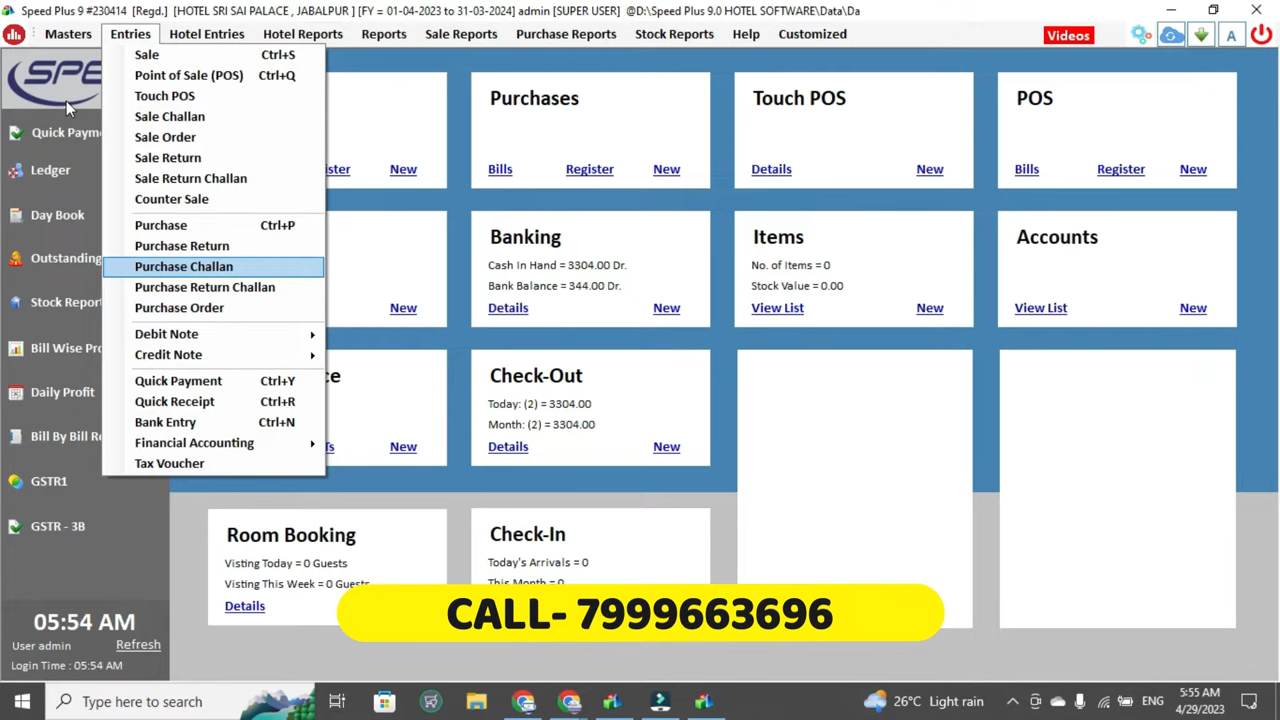 Speed Plus 9 #230414 [Regd.] [HOTEL SRI SAI PALACE , JABALPUR] [FY = 01-04-2023 to 31-03-2024] admin [SUPER USER] @D:\Speed Plus 9.0 HOTEL SOFTWARE\Data\Da
Masters Entries Hotel Entries Hotel Reports Reports Sale Reports Purchase Reports Stock Reports Help Customized Videos A
SPE
Quick Paym
Ledger
Day Book
Outstanding
Stock Report
Bill Wise Pro
Daily Profit
Bill By Bill Re
GSTR1
GSTR - 3B
05:54 AM
User admin Refresh
Login Time : 05:54 AM
Sale Ctrl+S
Point of Sale (POS) Ctrl+Q
Touch POS
Sale Challan
Sale Order
Sale Return
Sale Return Challan
Counter Sale
Purchase Ctrl+P
Purchase Return
Purchase Challan
Purchase Return Challan
Purchase Order
Debit Note
Credit Note
Quick Payment Ctrl+Y
Quick Receipt Ctrl+R
Bank Entry Ctrl+N
Financial Accounting
Tax Voucher
ister New
Purchases
Bills Register New
Touch POS
Details New
POS
Bills Register New
New
Banking
Cash In Hand = 3304.00 Dr.
Bank Balance = 344.00 Dr.
Details New
Items
No. of Items = 0
Stock Value = 0.00
View List New
Accounts
View List New
ce
New
Check-Out
Today: (2) = 3304.00
Month: (2) = 3304.00
Details New
Room Booking
Visting Today = 0 Guests
Visting This Week = 0 Guests
Details
Check-In
Today's Arrivals = 0
This Month = 0
CALL- 7999663696
Type here to search
26°C Light rain
ENG
5:55 AM
4/29/2023